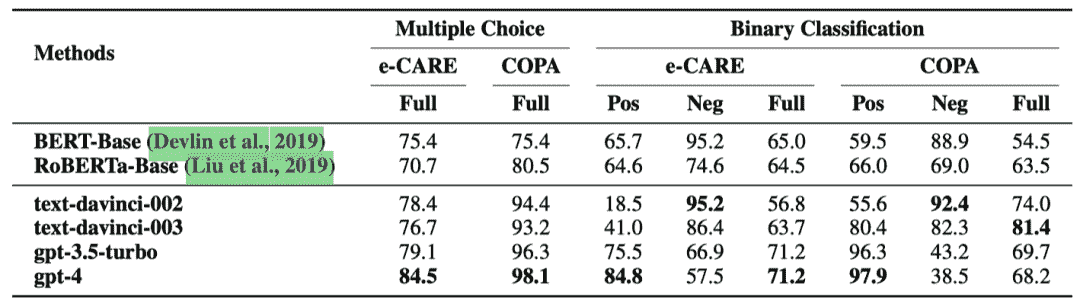 Methods Multiple Choice Binary Classification
e-CARE COPA e-CARE COPA
Full Full Pos Neg Full Pos Neg Full
BERT-Base (Devlin et al., 2019) 75.4 75.4 65.7 95.2 65.0 59.5 88.9 54.5
RoBERTa-Base (Liu et al., 2019) 70.7 80.5 64.6 74.6 64.5 66.0 69.0 63.5
text-davinci-002 78.4 94.4 18.5 95.2 56.8 55.6 92.4 74.0
text-davinci-003 76.7 93.2 41.0 86.4 63.7 80.4 82.3 81.4
gpt-3.5-turbo 79.1 96.3 75.5 66.9 71.2 96.3 43.2 69.7
gpt-4 84.5 98.1 84.8 57.5 71.2 97.9 38.5 68.2